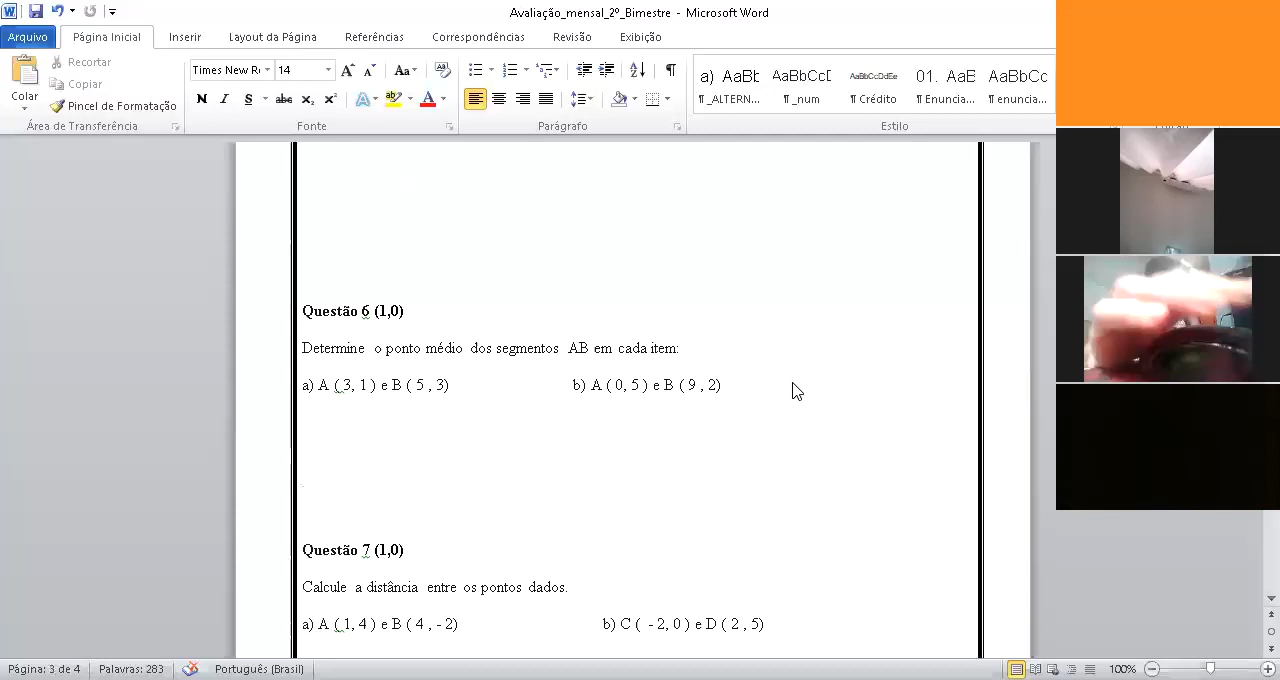 Avaliação_mensal_2º_Bimestre - Microsoft Word
Arquivo Página Inicial Inserir Layout da Página Referências Correspondências Revisão Exibição
Colar
Recortar
Copiar
Pincel de Formatação
Área de Transferência
Times New R 14
N I S abc x₂ x²
Fonte
Parágrafo
a) AaBb AaBbCcD AaBbCcDdEe 01. AaE AaBbCc
¶ _ALTERN... ¶ _num ¶ Crédito ¶ Enuncia... ¶ enuncia...
Estilo
Questão 6 (1,0)
Determine o ponto médio dos segmentos AB em cada item:
a) A ( 3, 1 ) e B ( 5 , 3) b) A ( 0, 5 ) e B ( 9 , 2)
Questão 7 (1,0)
Calcule a distância entre os pontos dados.
a) A ( 1, 4 ) e B ( 4 , - 2) b) C ( - 2, 0 ) e D ( 2 , 5)
Página: 3 de 4 Palavras: 283 Português (Brasil) 100%